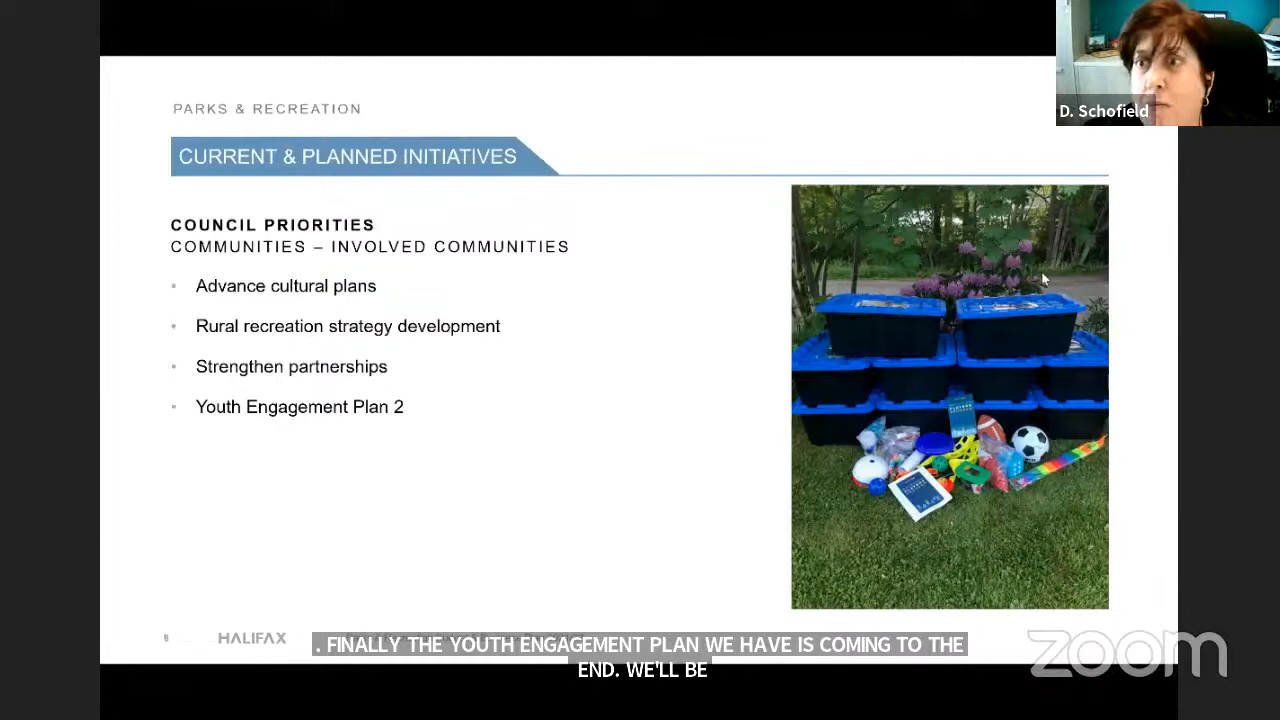 D. Schofield
PARKS & RECREATION
CURRENT & PLANNED INITIATIVES
COUNCIL PRIORITIES
COMMUNITIES – INVOLVED COMMUNITIES
Advance cultural plans
Rural recreation strategy development
Strengthen partnerships
Youth Engagement Plan 2
HALIFAX
. FINALLY THE YOUTH ENGAGEMENT PLAN WE HAVE IS COMING TO THE
END. WE'LL BE
zoom